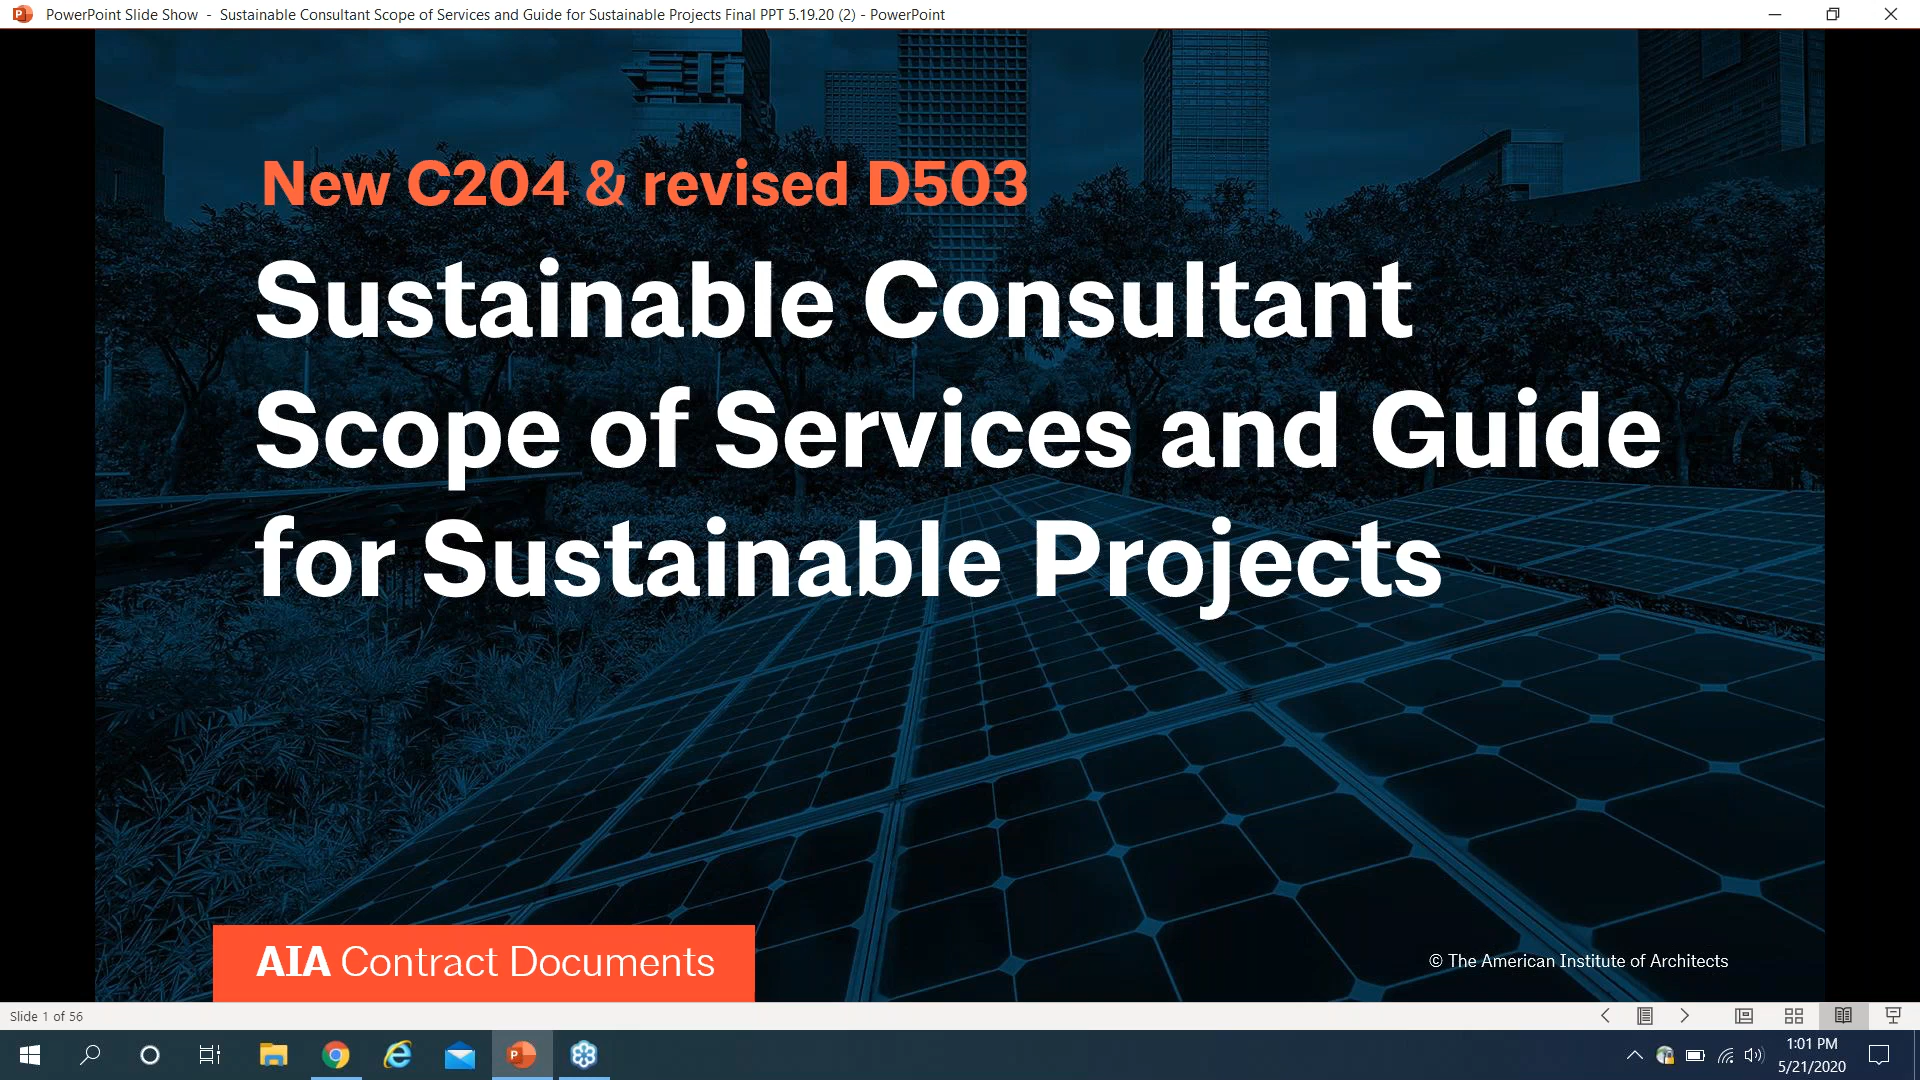 PowerPoint Slide Show - Sustainable Consultant Scope of Services and Guide for Sustainable Projects Final PPT 5.19.20 (2) - PowerPoint
New C204 & revised D503
Sustainable Consultant
Scope of Services and Guide
for Sustainable Projects
AIA Contract Documents
© The American Institute of Architects
Slide 1 of 56
1:01 PM
5/21/2020